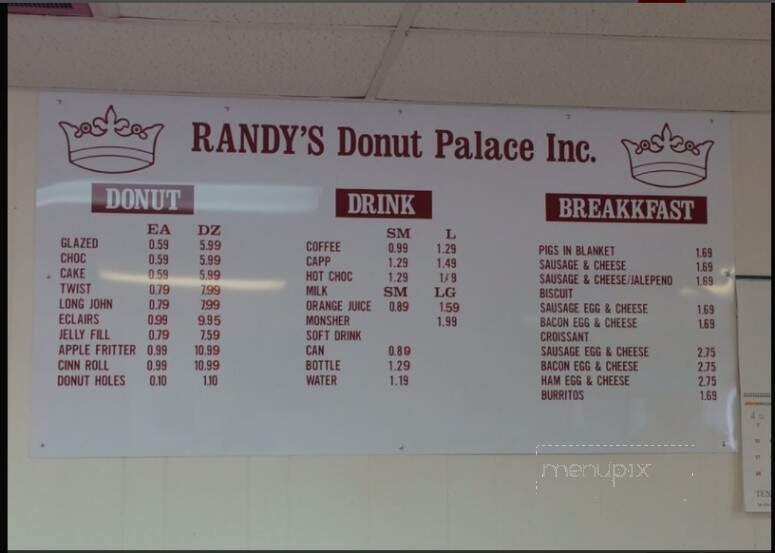 RANDY'S Donut Palace Inc.
DONUT
EA DZ
GLAZED 0.59 5.99
CHOC 0.59 5.99
CAKE 0.59 5.99
TWIST 0.79 7.99
LONG JOHN 0.79 7.99
ECLAIRS 0.99 9.95
JELLY FILL 0.79 7.59
APPLE FRITTER 0.99 10.99
CINN ROLL 0.99 10.99
DONUT HOLES 0.10 1.10
DRINK
SM L
COFFEE 0.99 1.29
CAPP 1.29 1.49
HOT CHOC 1.29 1.49
MILK SM LG
ORANGE JUICE 0.89 1.59
MONSHER 1.99
SOFT DRINK
CAN 0.89
BOTTLE 1.29
WATER 1.19
BREAKKFAST
PIGS IN BLANKET 1.69
SAUSAGE & CHEESE 1.69
SAUSAGE & CHEESE/JALEPENO 1.69
BISCUIT
SAUSAGE EGG & CHEESE 1.69
BACON EGG & CHEESE 1.69
CROISSANT
SAUSAGE EGG & CHEESE 2.75
BACON EGG & CHEESE 2.75
HAM EGG & CHEESE 2.75
BURRITOS 1.69
menupix